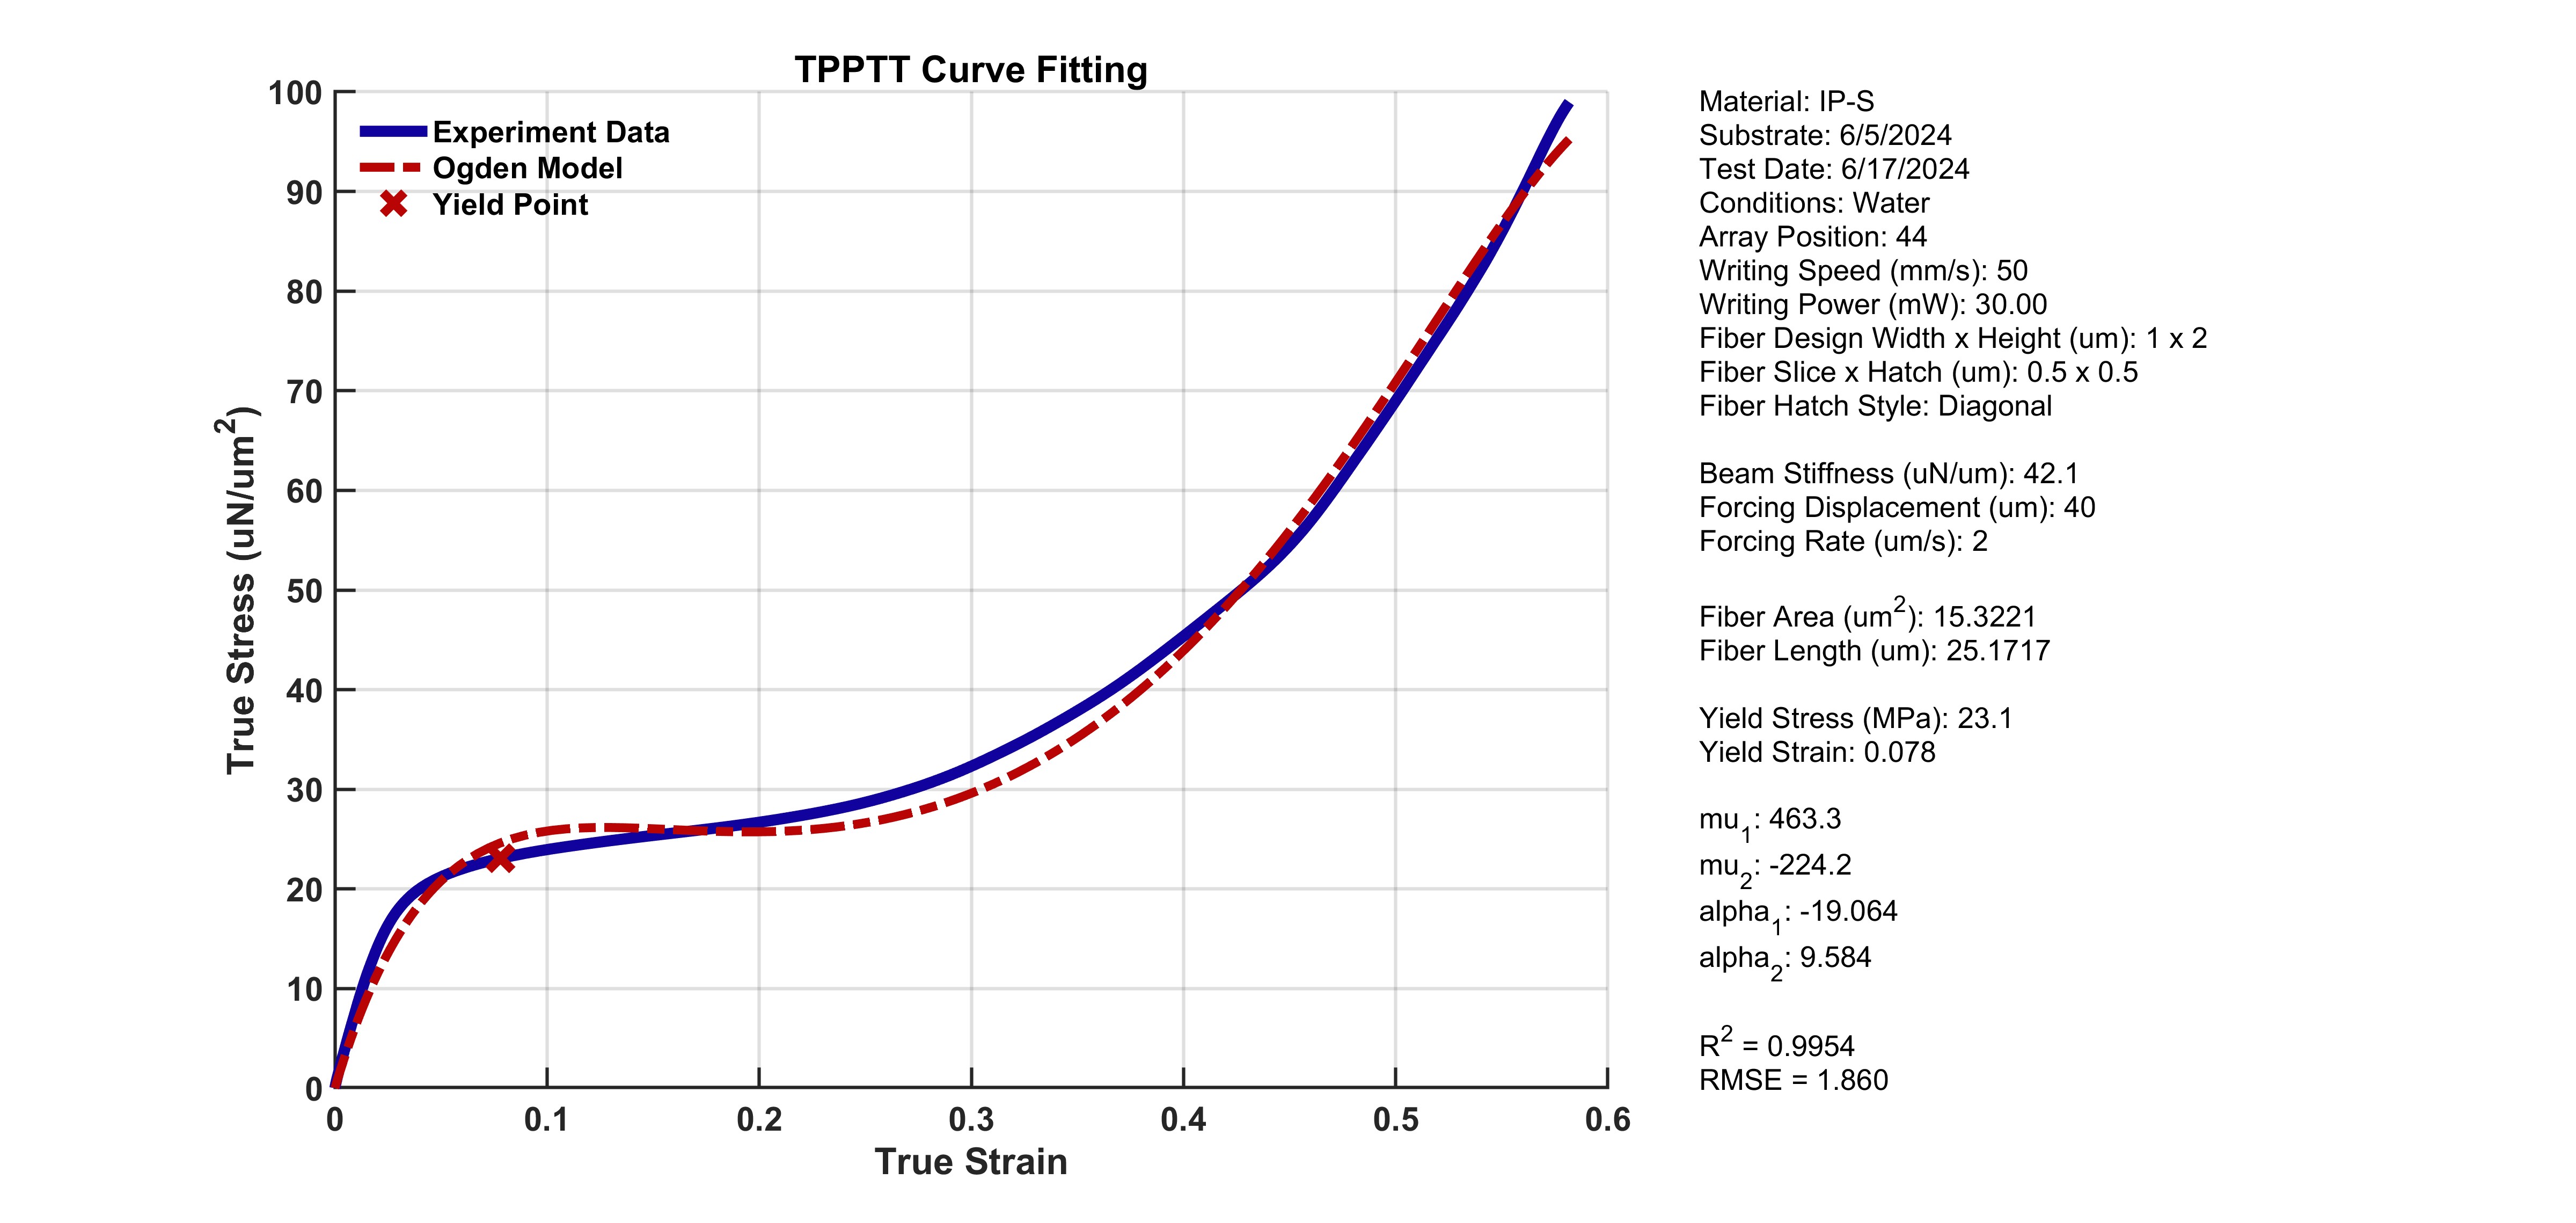 TPPTT Curve Fitting
100
90
80
70
60
50
40
30
20
10
0
True Stress (uN/um²)
Experiment Data
Ogden Model
Yield Point
0 0.1 0.2 0.3 0.4 0.5 0.6
True Strain
Material: IP-S
Substrate: 6/5/2024
Test Date: 6/17/2024
Conditions: Water
Array Position: 44
Writing Speed (mm/s): 50
Writing Power (mW): 30.00
Fiber Design Width x Height (um): 1 x 2
Fiber Slice x Hatch (um): 0.5 x 0.5
Fiber Hatch Style: Diagonal
Beam Stiffness (uN/um): 42.1
Forcing Displacement (um): 40
Forcing Rate (um/s): 2
Fiber Area (um²): 15.3221
Fiber Length (um): 25.1717
Yield Stress (MPa): 23.1
Yield Strain: 0.078
mu₁: 463.3
mu₂: -224.2
alpha₁: -19.064
alpha₂: 9.584
R² = 0.9954
RMSE = 1.860